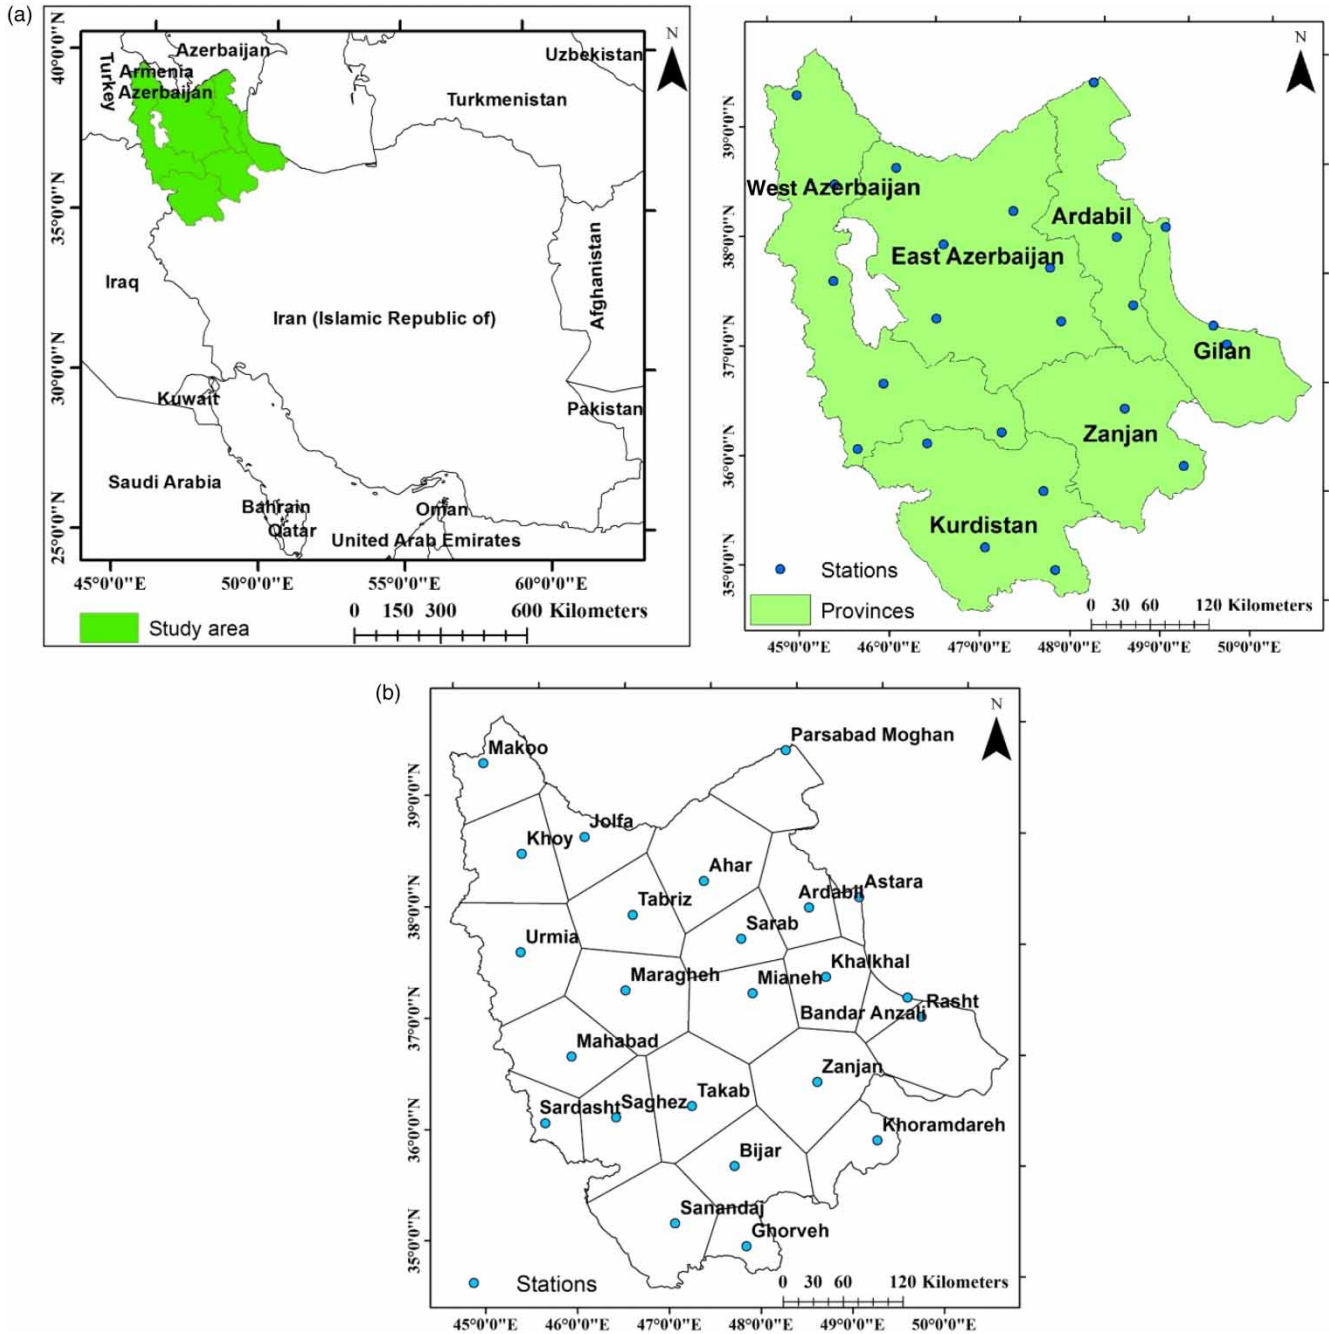 (a)
N
40°0'0"N
35°0'0"N
30°0'0"N
25°0'0"N
Turkey
Azerbaijan
Armenia
Azerbaijan
Uzbekistan
Turkmenistan
Afghanistan
Iraq
Iran (Islamic Republic of)
Kuwait
Pakistan
Saudi Arabia
Bahrain
Qatar
Oman
United Arab Emirates
45°0'0"E 50°0'0"E 55°0'0"E 60°0'0"E
0 150 300 600 Kilometers
Study area
N
39°0'0"N
38°0'0"N
37°0'0"N
36°0'0"N
35°0'0"N
West Azerbaijan
Ardabil
East Azerbaijan
Gilan
Zanjan
Kurdistan
Stations
Provinces
0 30 60 120 Kilometers
45°0'0"E 46°0'0"E 47°0'0"E 48°0'0"E 49°0'0"E 50°0'0"E
(b)
N
39°0'0"N
38°0'0"N
37°0'0"N
36°0'0"N
35°0'0"N
Parsabad Moghan
Makoo
Jolfa
Khoy
Ahar
Astara
Ardabil
Tabriz
Sarab
Urmia
Khalkhal
Maragheh
Mianeh
Rasht
Bandar Anzali
Mahabad
Zanjan
Takab
Saghez
Sardasht
Khoramdareh
Bijar
Sanandaj
Ghorveh
Stations
0 30 60 120 Kilometers
45°0'0"E 46°0'0"E 47°0'0"E 48°0'0"E 49°0'0"E 50°0'0"E